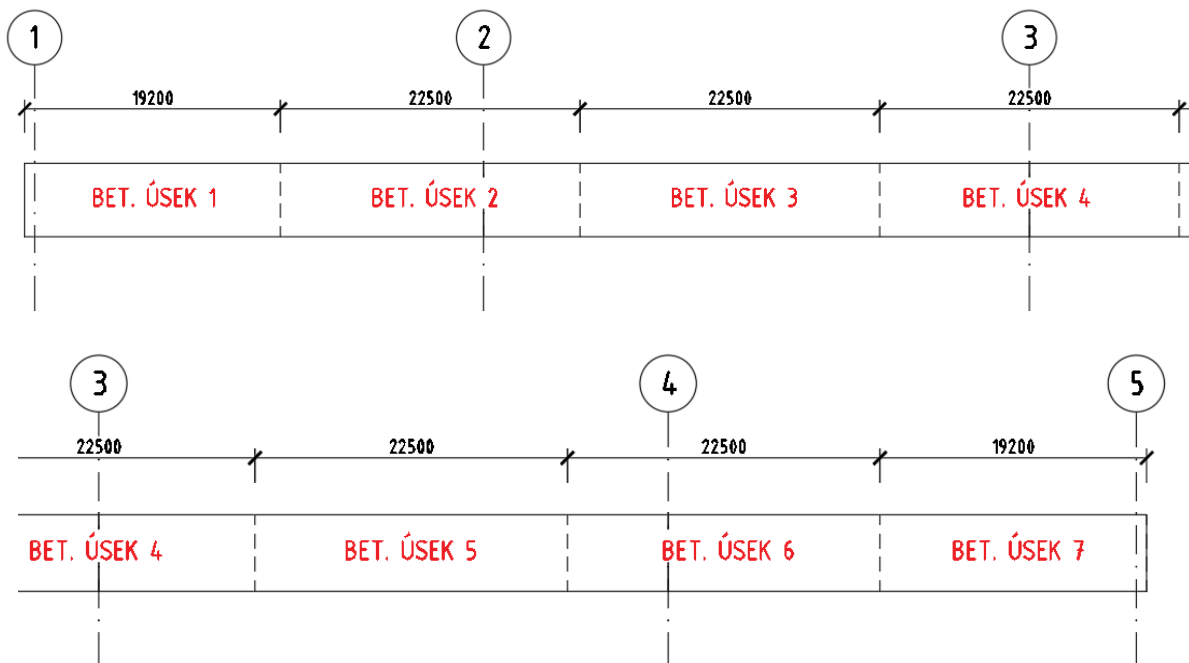 1 2 3
19200 22500 22500 22500
BET. ÚSEK 1 BET. ÚSEK 2 BET. ÚSEK 3 BET. ÚSEK 4
3 4 5
22500 22500 22500 19200
BET. ÚSEK 4 BET. ÚSEK 5 BET. ÚSEK 6 BET. ÚSEK 7